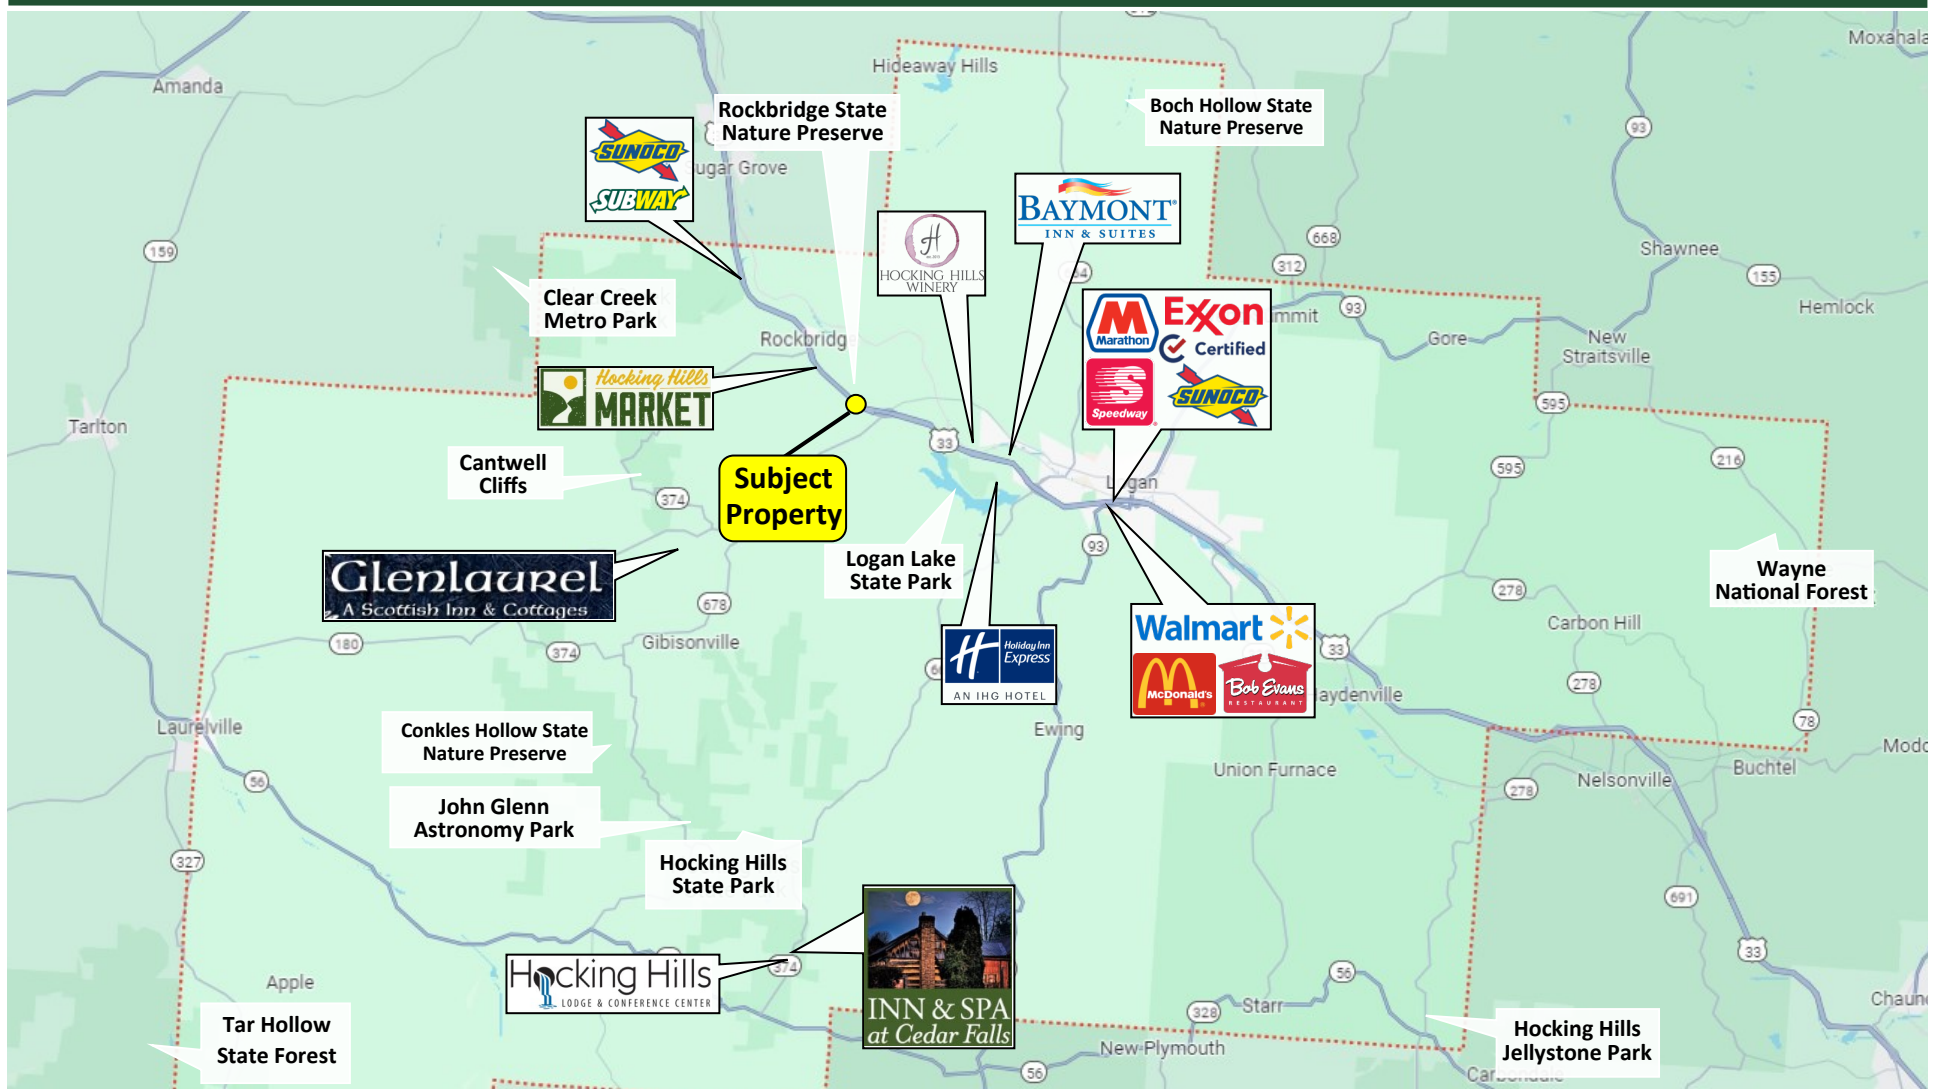 Moxahala
Hideaway Hills
Amanda
Rockbridge State
Nature Preserve
Boch Hollow State
Nature Preserve
93
SUNOCO
SUBWAY
ugar Grove
BAYMONT
INN & SUITES
H
HOCKING HILLS
WINERY
159
668
Shawnee
312
155
64
Hemlock
Clear Creek
Metro Park
Marathon
Exxon
Certified
Speedway
SUNOCO
mmit
93
Gore
New
Straitsville
Rockbridge
Hocking Hills
MARKET
595
Tarlton
33
Cantwell
Cliffs
374
Subject
Property
595
216
Logan
Logan Lake
State Park
93
Wayne
National Forest
Glenlaurel
A Scottish Inn & Cottages
678
278
Carbon Hill
180
374
Gibisonville
Holiday Inn
Express
AN IHG HOTEL
66
Walmart
McDonald's
Bob Evans
RESTAURANT
33
278
aydenville
Laurelville
Conkles Hollow State
Nature Preserve
Ewing
78
Modo
56
Union Furnace
Nelsonville
Buchtel
278
John Glenn
Astronomy Park
327
Hocking Hills
State Park
691
33
Hocking Hills
LODGE & CONFERENCE CENTER
374
INN & SPA
at Cedar Falls
56
Apple
Starr
328
Chaun
Tar Hollow
State Forest
Hocking Hills
Jellystone Park
New Plymouth
56
Carbondale